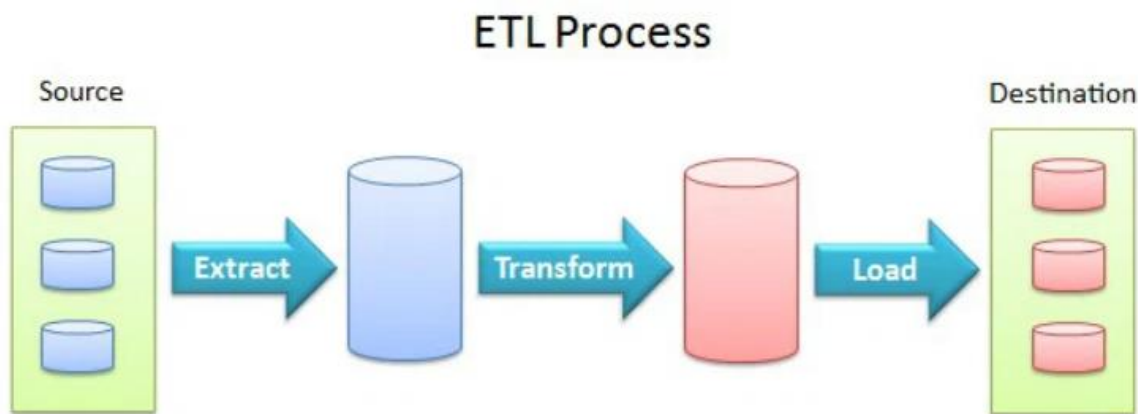 ETL Process
Source
Destination
Extract
Transform
Load